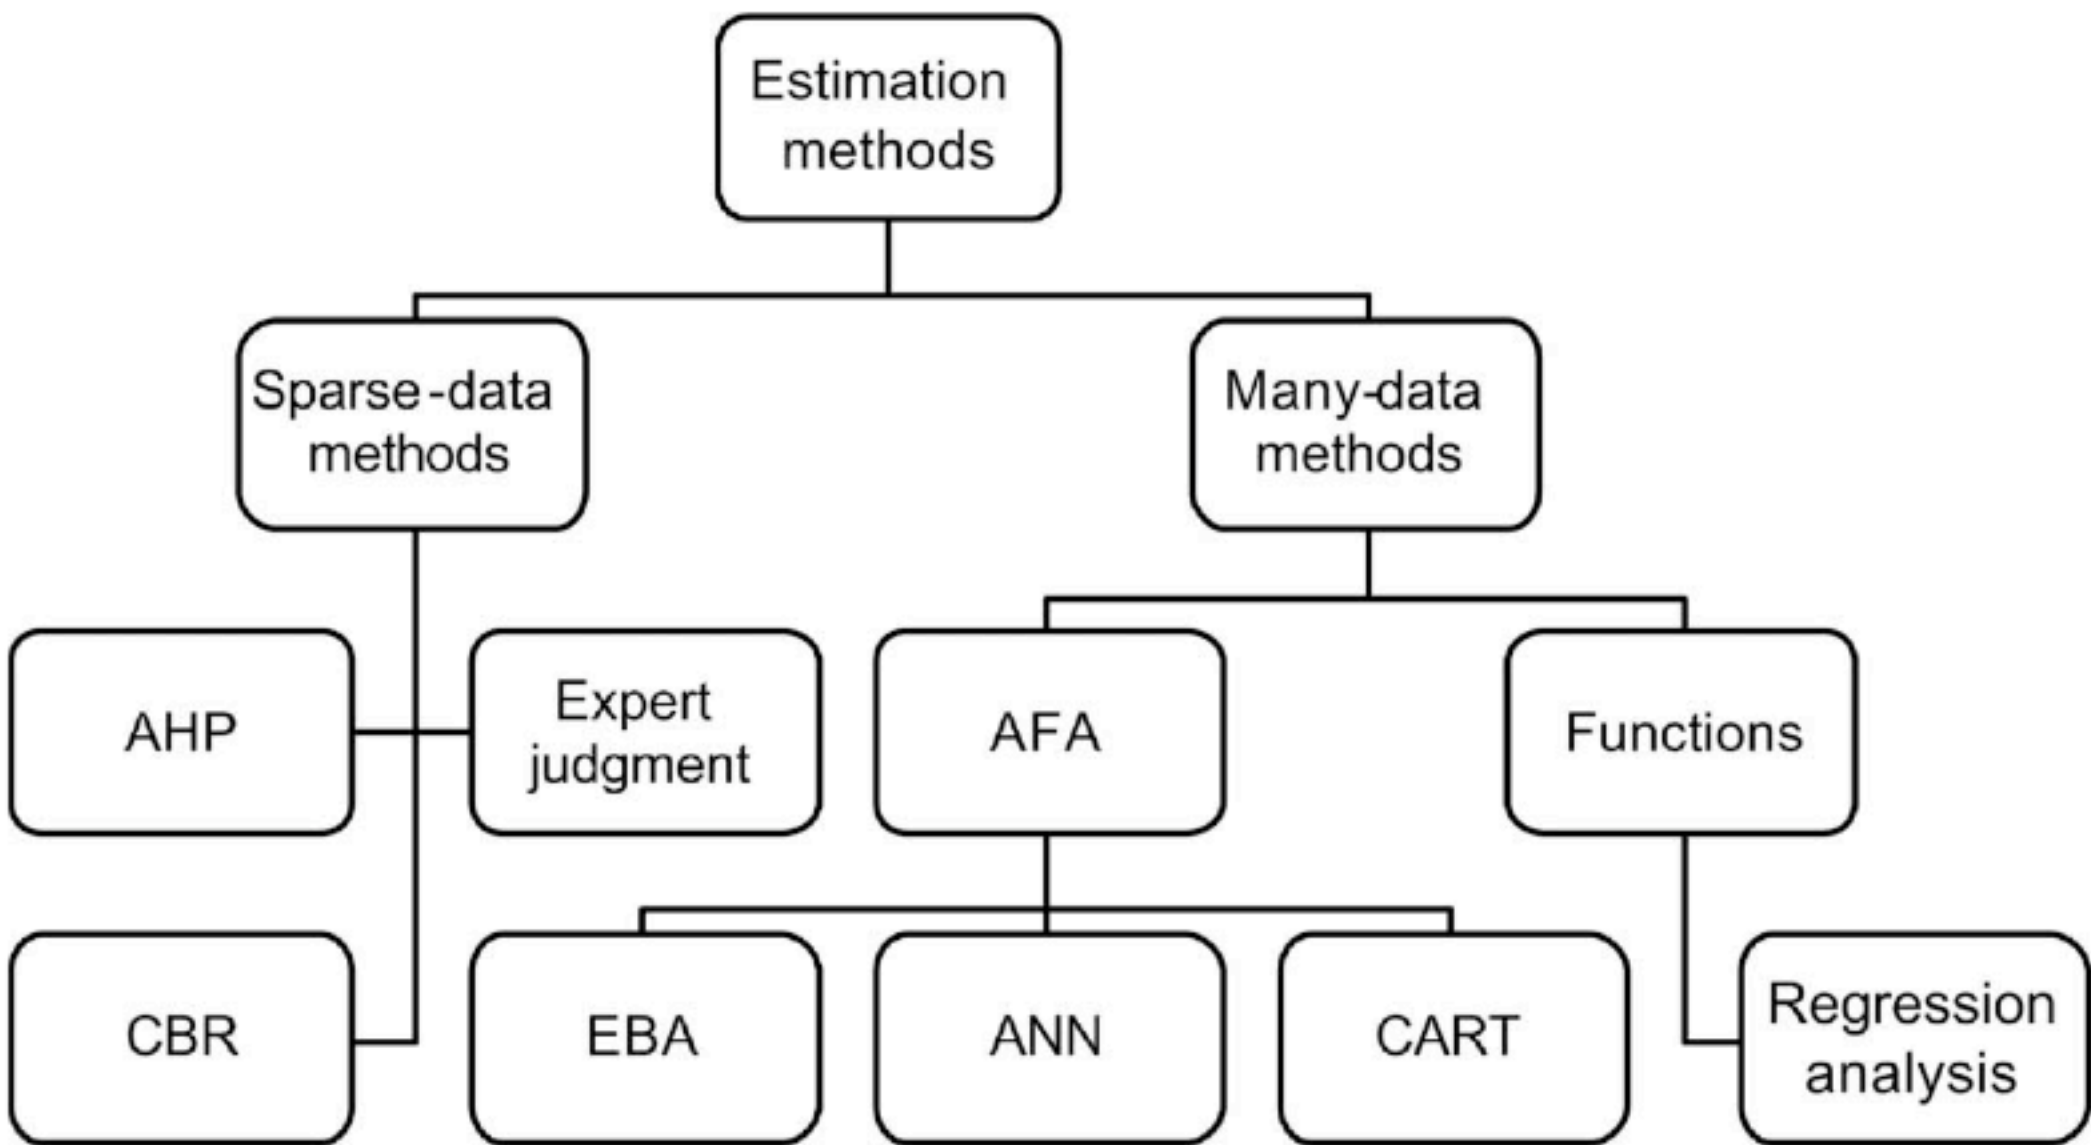 Estimation
methods
Sparse-data
methods
Many-data
methods
AHP
Expert
judgment
AFA
Functions
CBR
EBA
ANN
CART
Regression
analysis